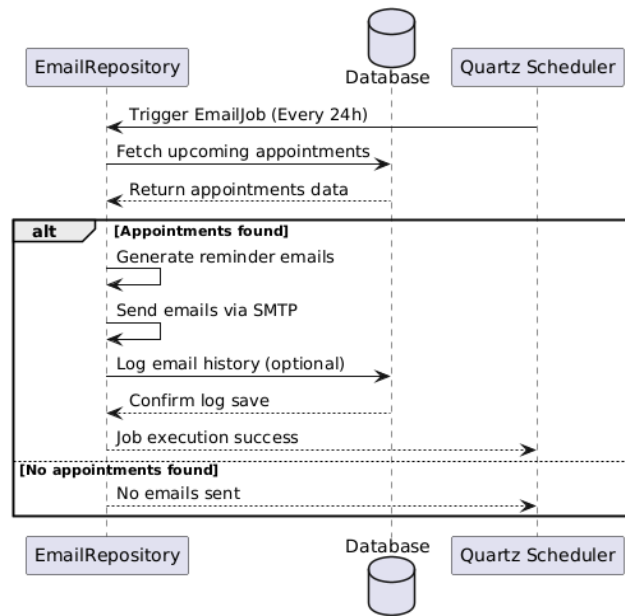 EmailRepository
Database
Quartz Scheduler
Trigger EmailJob (Every 24h)
Fetch upcoming appointments
Return appointments data
alt
[Appointments found]
Generate reminder emails
Send emails via SMTP
Log email history (optional)
Confirm log save
Job execution success
[No appointments found]
No emails sent
EmailRepository
Database
Quartz Scheduler